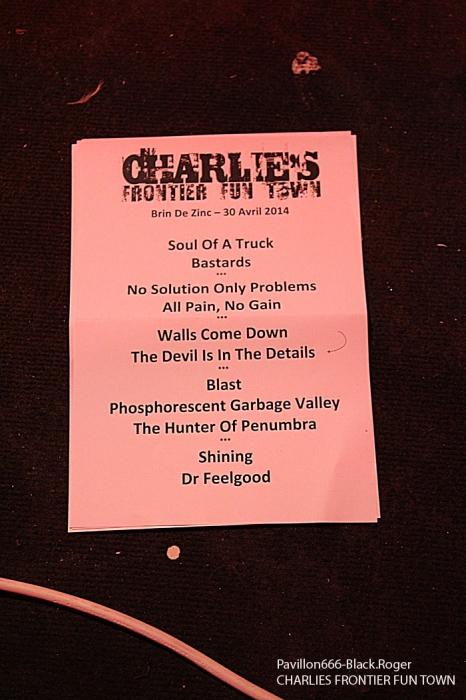 CHARLIE'S
FRONTIER FUN TOWN
Brin De Zinc – 30 Avril 2014
Soul Of A Truck
Bastards
...
No Solution Only Problems
All Pain, No Gain
...
Walls Come Down
The Devil Is In The Details
...
Blast
Phosphorescent Garbage Valley
The Hunter Of Penumbra
...
Shining
Dr Feelgood
Pavillon666-Black.Roger
CHARLIES FRONTIER FUN TOWN